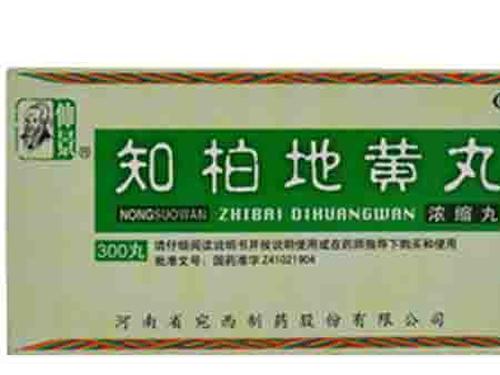 仲景®
知柏地黄丸
NONGSUOWAN ZHIBAI DIHUANGWAN 浓缩丸
300丸 请仔细阅读说明书并按说明使用或在药师指导下购买和使用
批准文号：国药准字Z41021904
河南省宛西制药股份有限公司